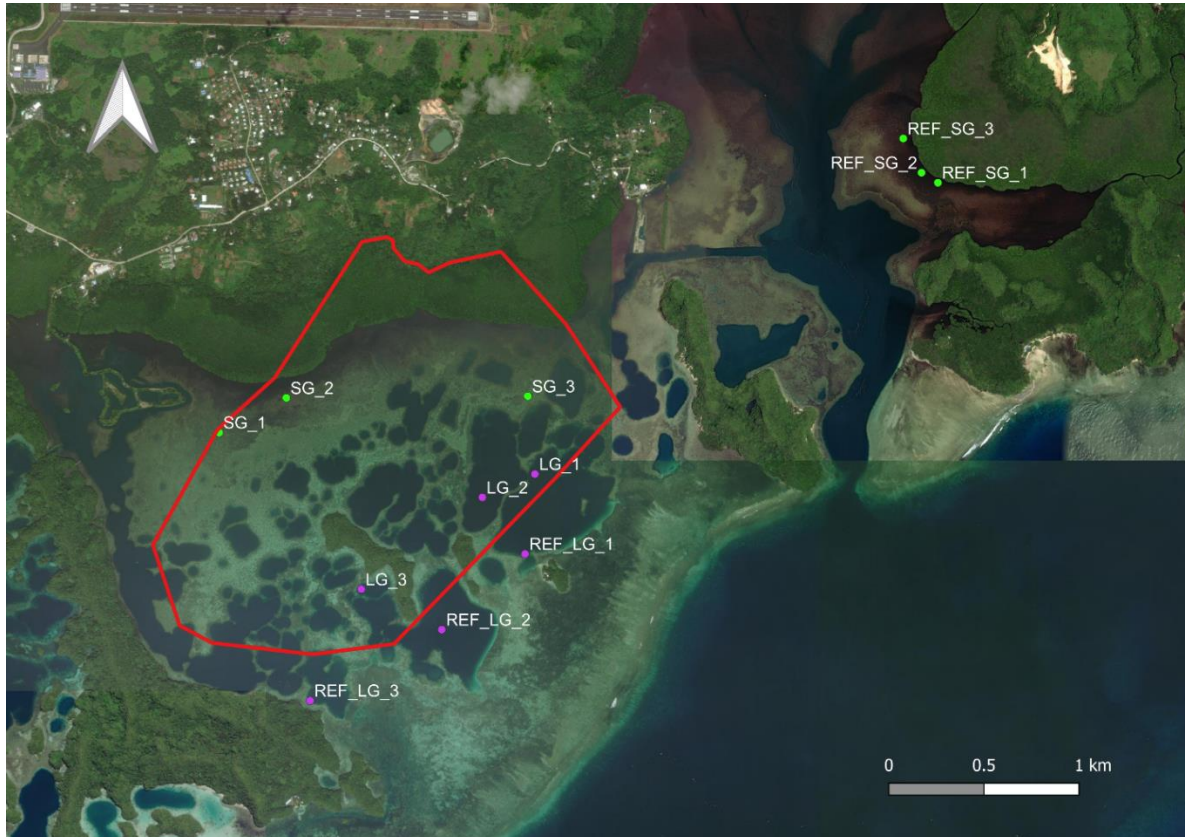 REF_SG_3
REF_SG_2
REF_SG_1
SG_2
SG_3
SG_1
LG_1
LG_2
REF_LG_1
LG_3
REF_LG_2
REF_LG_3
0 0.5 1 km